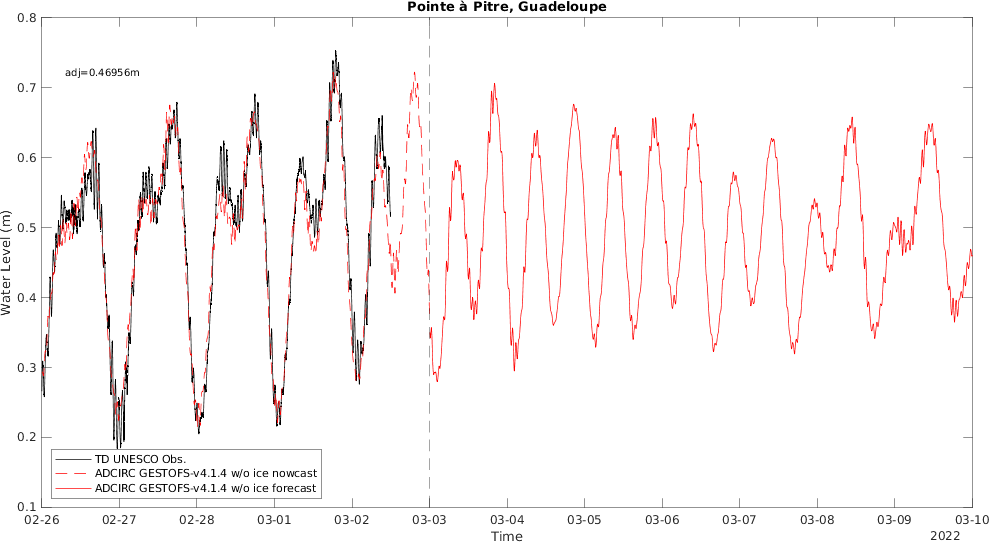 Pointe à Pitre, Guadeloupe
adj=0.46956m
Water Level (m)
0.8
0.7
0.6
0.5
0.4
0.3
0.2
0.1
TD UNESCO Obs.
ADCIRC GESTOFS-v4.1.4 w/o ice nowcast
ADCIRC GESTOFS-v4.1.4 w/o ice forecast
02-26 02-27 02-28 03-01 03-02 03-03 03-04 03-05 03-06 03-07 03-08 03-09 03-10
Time
2022